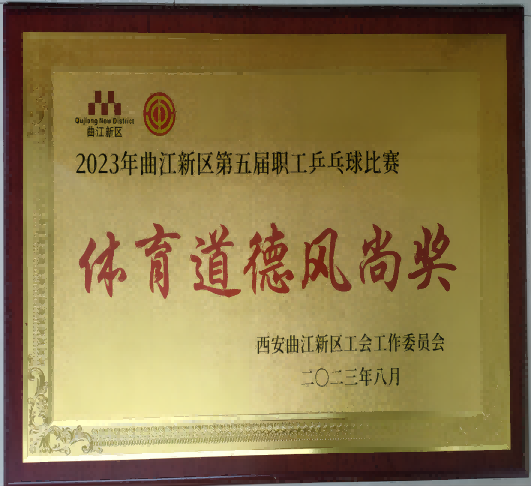 Qujiang New District
曲江新区
2023年曲江新区第五届职工乒乓球比赛
体育道德风尚奖
西安曲江新区工会工作委员会
二〇二三年八月